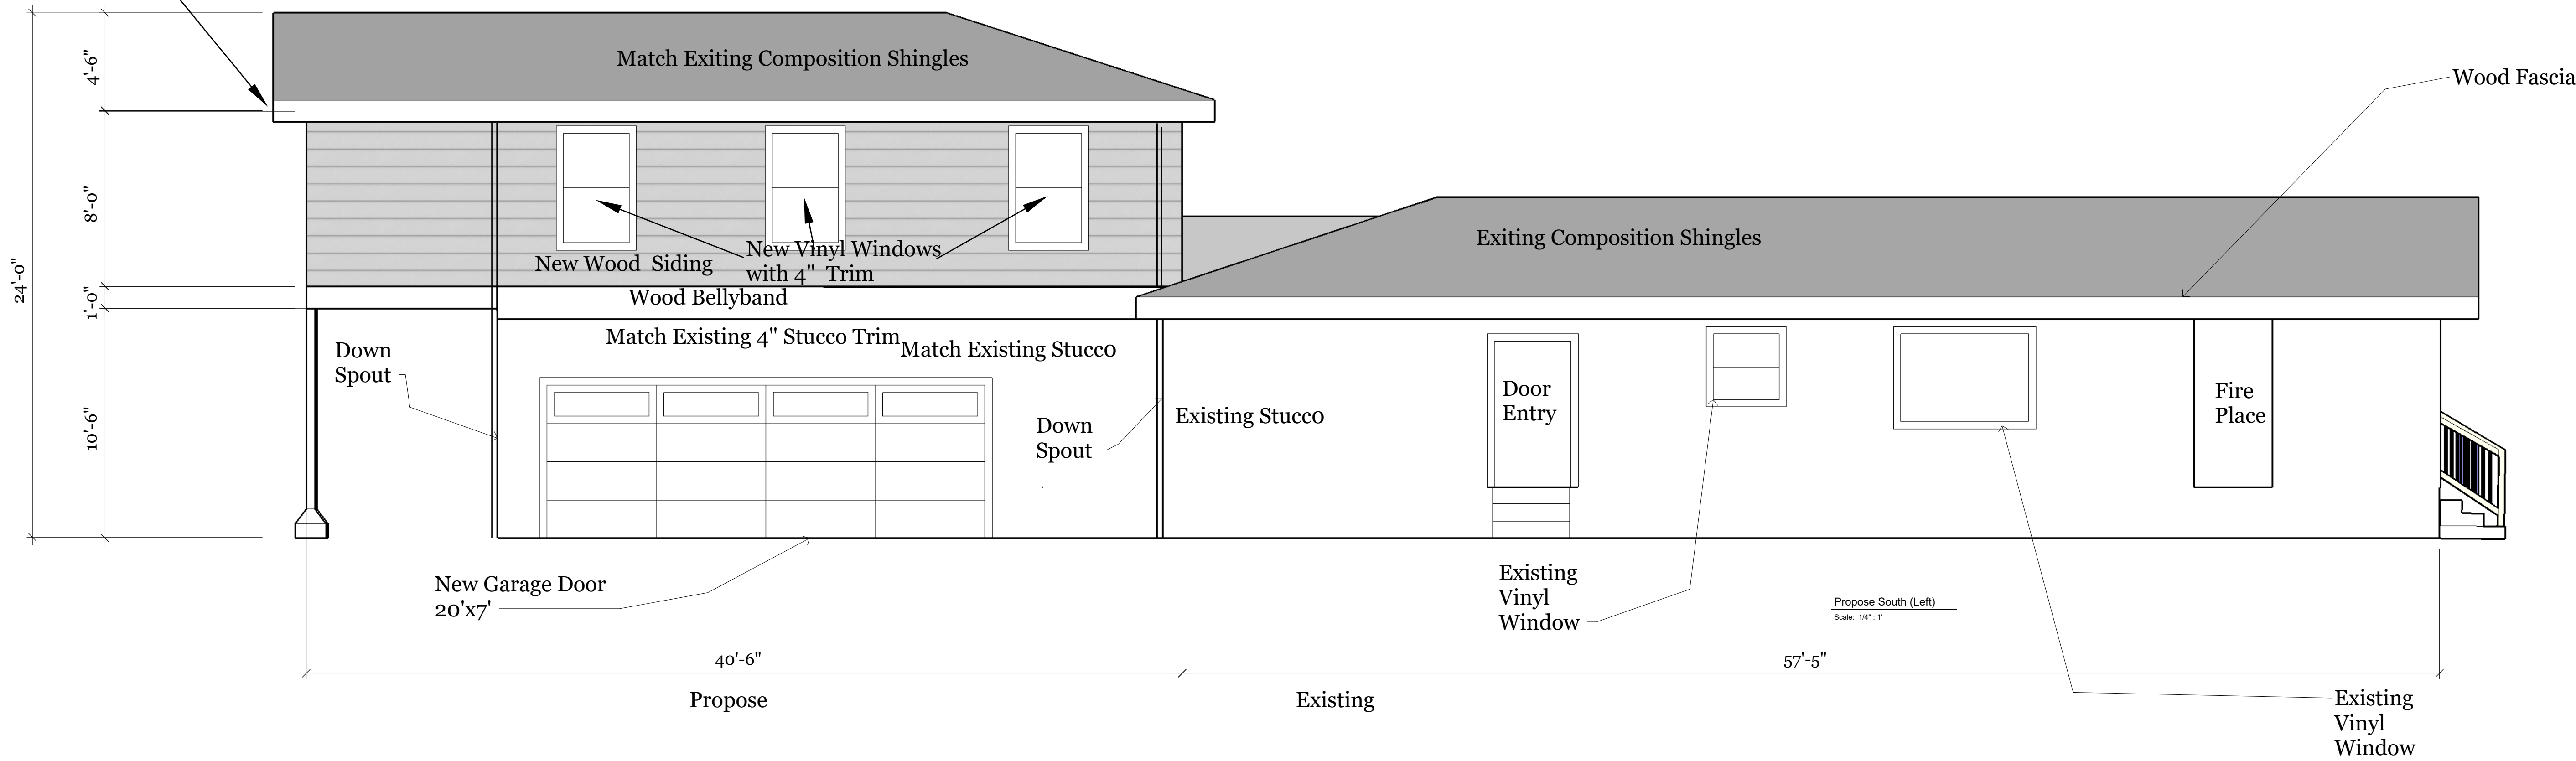 Match Exiting Composition Shingles
Wood Fascia
4'-6"
8'-0"
24'-0"
1'-0"
10'-6"
Exiting Composition Shingles
New Wood Siding
New Vinyl Windows
with 4" Trim
Wood Bellyband
Match Existing 4" Stucco Trim
Match Existing Stucco
Down
Spout
Down
Spout
Existing Stucco
Door
Entry
Fire
Place
New Garage Door
20'x7'
Existing
Vinyl
Window
Propose South (Left)
Scale: 1/4" : 1'
40'-6"
57'-5"
Propose
Existing
Existing
Vinyl
Window